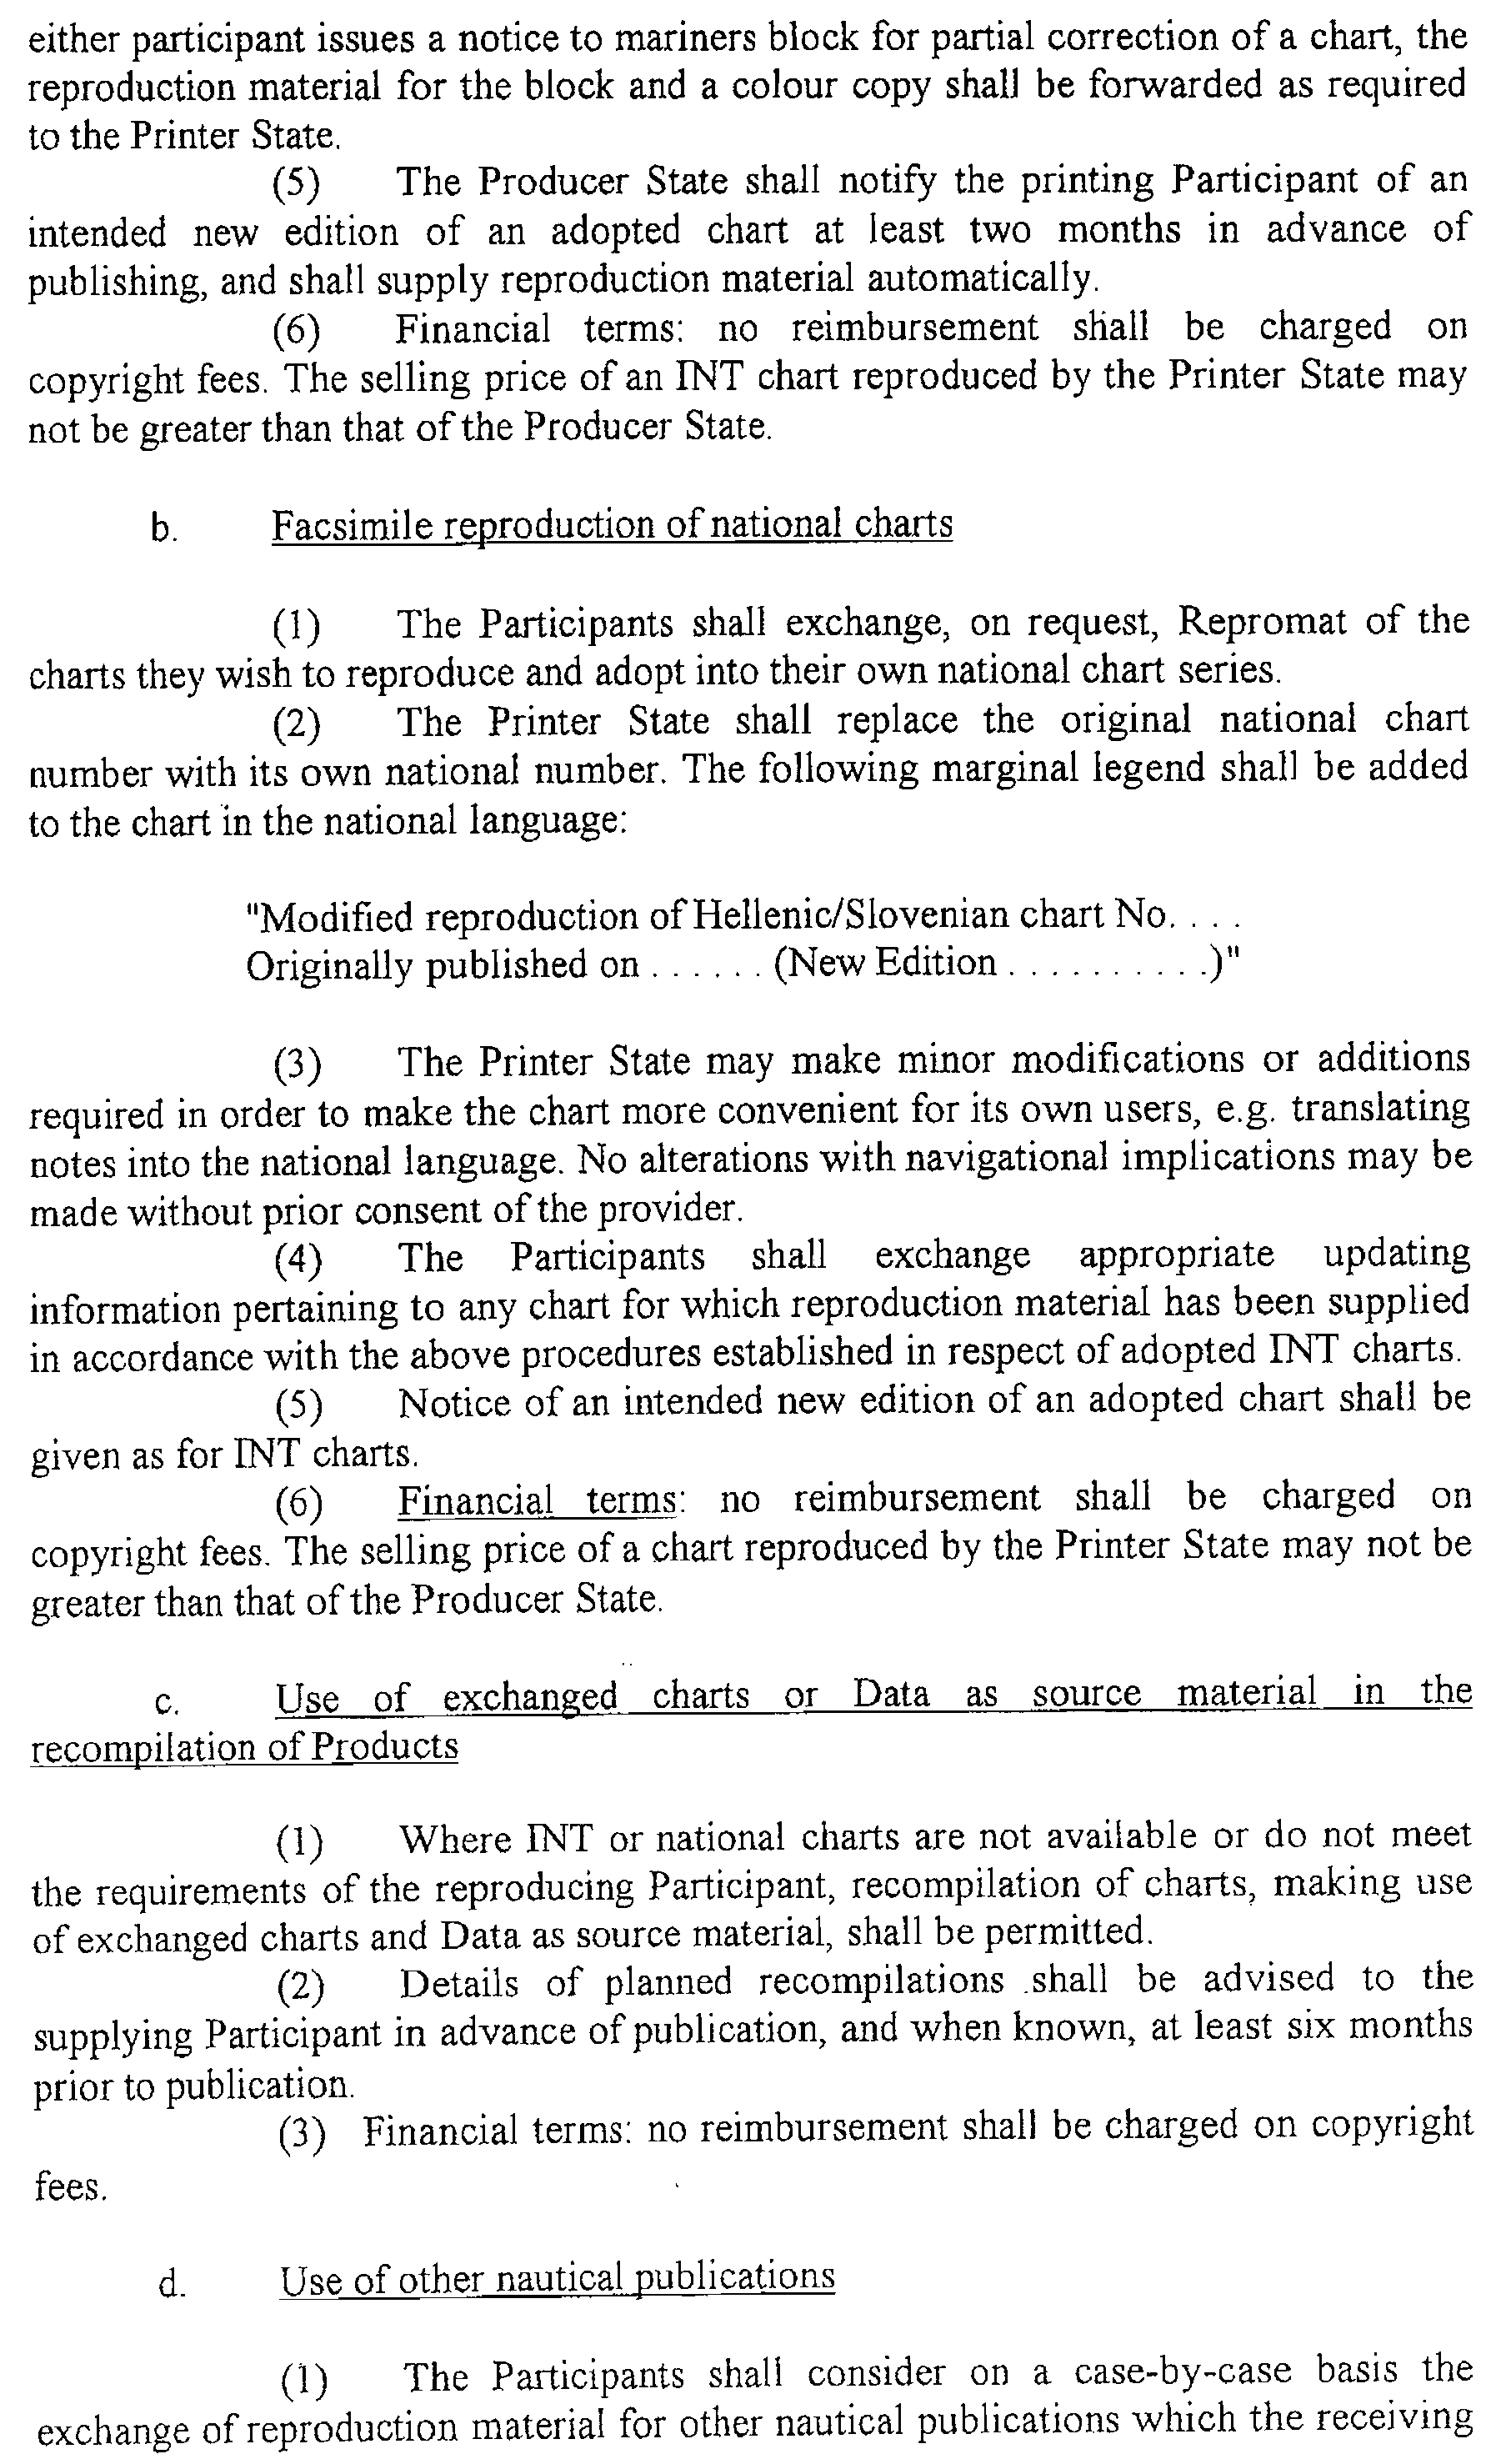 either participant issues a notice to mariners block for partial correction of a chart, the
reproduction material for the block and a colour copy shall be forwarded as required
to the Printer State.
(5) The Producer State shall notify the printing Participant of an
intended new edition of an adopted chart at least two months in advance of
publishing, and shall supply reproduction material automatically.
(6) Financial terms: no reimbursement shall be charged on
copyright fees. The selling price of an INT chart reproduced by the Printer State may
not be greater than that of the Producer State.
b. Facsimile reproduction of national charts
(1) The Participants shall exchange, on request, Repromat of the
charts they wish to reproduce and adopt into their own national chart series.
(2) The Printer State shall replace the original national chart
number with its own national number. The following marginal legend shall be added
to the chart in the national language:
"Modified reproduction of Hellenic/Slovenian chart No. . . .
Originally published on . . . . . . (New Edition . . . . . . . . . .)"
(3) The Printer State may make minor modifications or additions
required in order to make the chart more convenient for its own users, e.g. translating
notes into the national language. No alterations with navigational implications may be
made without prior consent of the provider.
(4) The Participants shall exchange appropriate updating
information pertaining to any chart for which reproduction material has been supplied
in accordance with the above procedures established in respect of adopted INT charts.
(5) Notice of an intended new edition of an adopted chart shall be
given as for INT charts.
(6) Financial terms: no reimbursement shall be charged on
copyright fees. The selling price of a chart reproduced by the Printer State may not be
greater than that of the Producer State.
c. Use of exchanged charts or Data as source material in the
recompilation of Products
(1) Where INT or national charts are not available or do not meet
the requirements of the reproducing Participant, recompilation of charts, making use
of exchanged charts and Data as source material, shall be permitted.
(2) Details of planned recompilations shall be advised to the
supplying Participant in advance of publication, and when known, at least six months
prior to publication.
(3) Financial terms: no reimbursement shall be charged on copyright
fees.
d. Use of other nautical publications
(1) The Participants shall consider on a case-by-case basis the
exchange of reproduction material for other nautical publications which the receiving